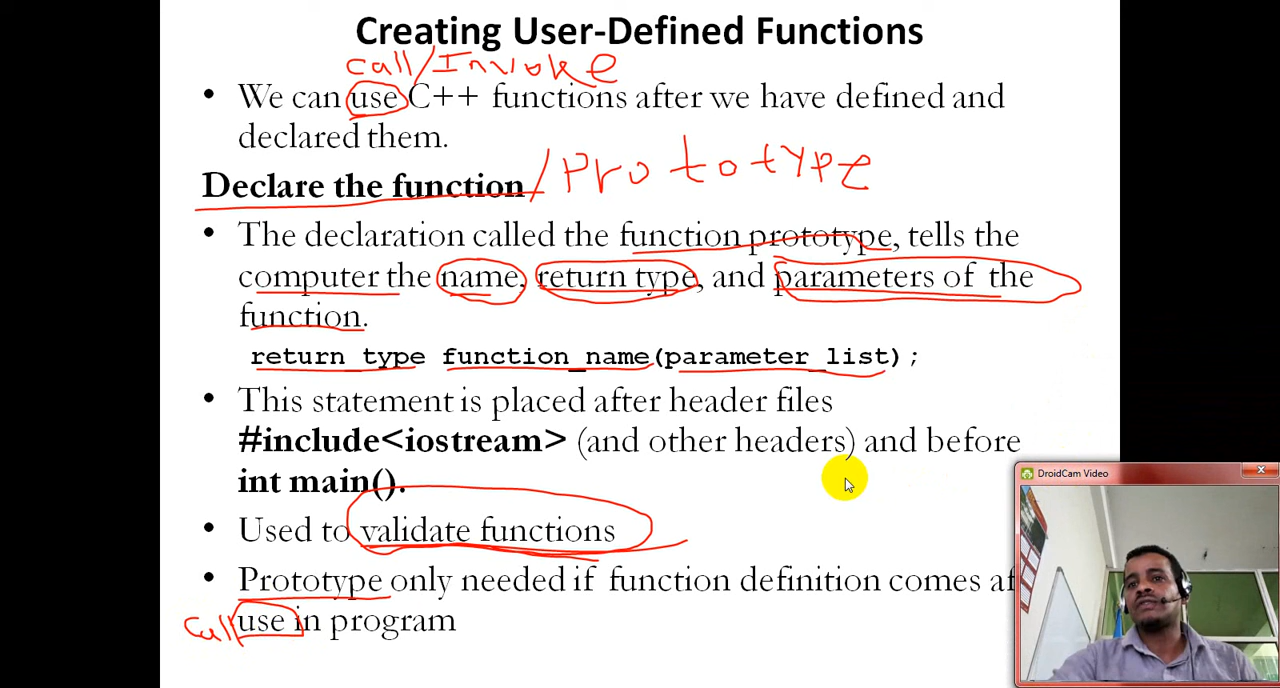 Creating User-Defined Functions
call/Invoke
• We can use C++ functions after we have defined and
declared them.
Declare the function /Prototype
• The declaration called the function prototype, tells the
computer the name, return type, and parameters of the
function.
return_type function_name(parameter_list);
• This statement is placed after header files
#include<iostream> (and other headers) and before
int main().
• Used to validate functions
• Prototype only needed if function definition comes af
call use in program
DroidCam Video